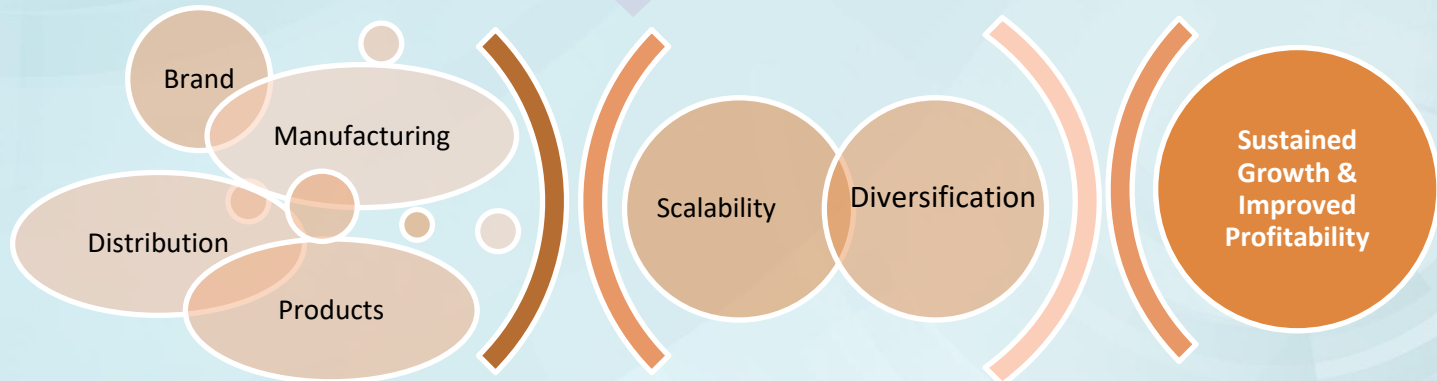 Brand
Manufacturing
Distribution
Products
Scalability
Diversification
Sustained
Growth &
Improved
Profitability